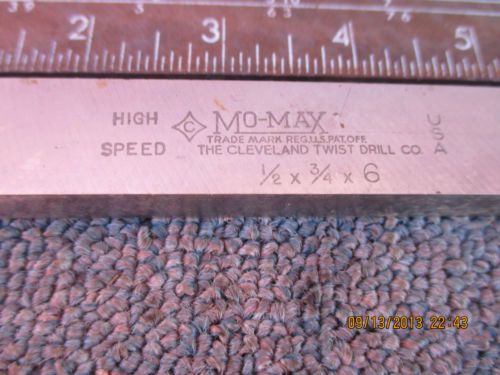 2 3 4 5
HIGH SPEED
C MO-MAX
TRADE MARK REG.U.S.PAT.OFF.
THE CLEVELAND TWIST DRILL CO.
USA
1/2 x 3/4 x 6
09/13/2013 22:43